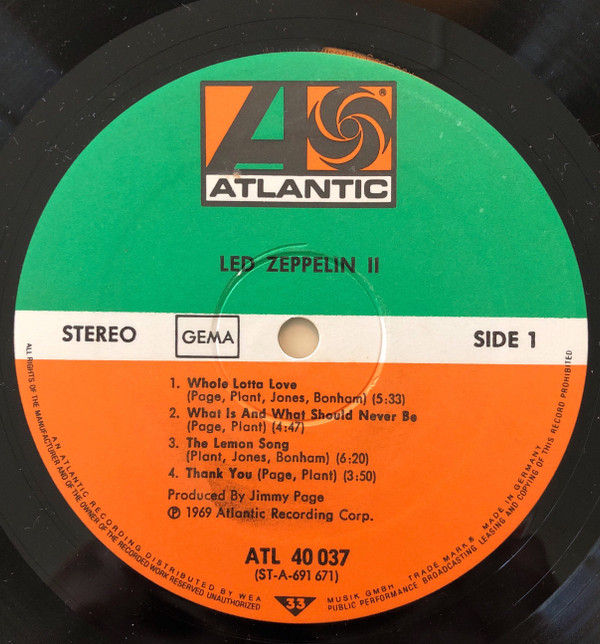 ®
ATLANTIC
LED ZEPPELIN II
STEREO
GEMA
SIDE 1
1. Whole Lotta Love
(Page, Plant, Jones, Bonham) (5:33)
2. What Is And What Should Never Be
(Page, Plant) (4:47)
3. The Lemon Song
(Plant, Jones, Bonham) (6:20)
4. Thank You (Page, Plant) (3:50)
Produced By Jimmy Page
℗ 1969 Atlantic Recording Corp.
ATL 40 037
(ST-A-691 671)
33
ALL RIGHTS OF THE MANUFACTURER AND OF THE OWNER OF THE RECORDED WORK RESERVED UNAUTHORIZED PUBLIC PERFORMANCE BROADCASTING LEASING AND COPYING OF THIS RECORD PROHIBITED
AN ATLANTIC RECORDING DISTRIBUTED BY WEA MUSIK GMBH TRADE MARKS MADE IN GERMANY